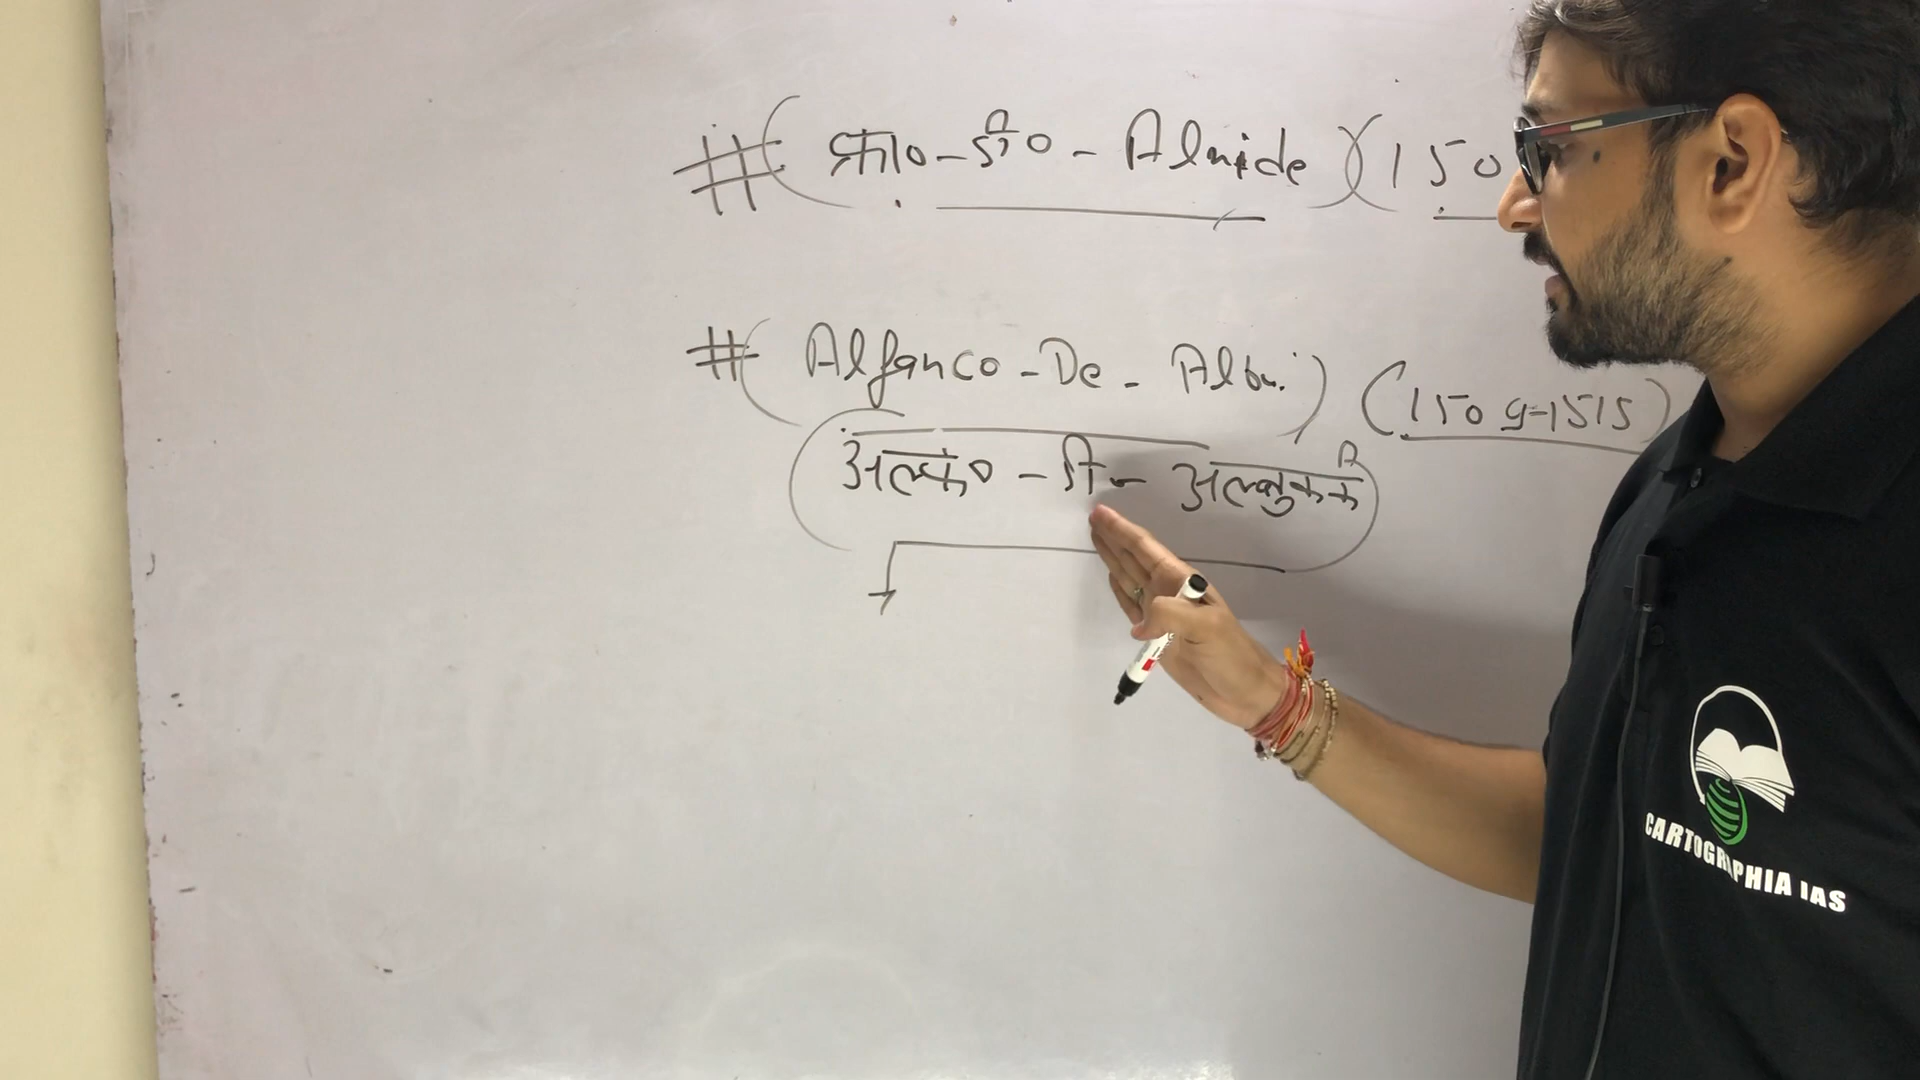 # (फ्रा०-डी०-Almide) (150
# (Alfanco-De-Albu.) (1509-1515)
(अल्फां०-डी-अल्बुकर्क)
CARTOGRAPHIA IAS